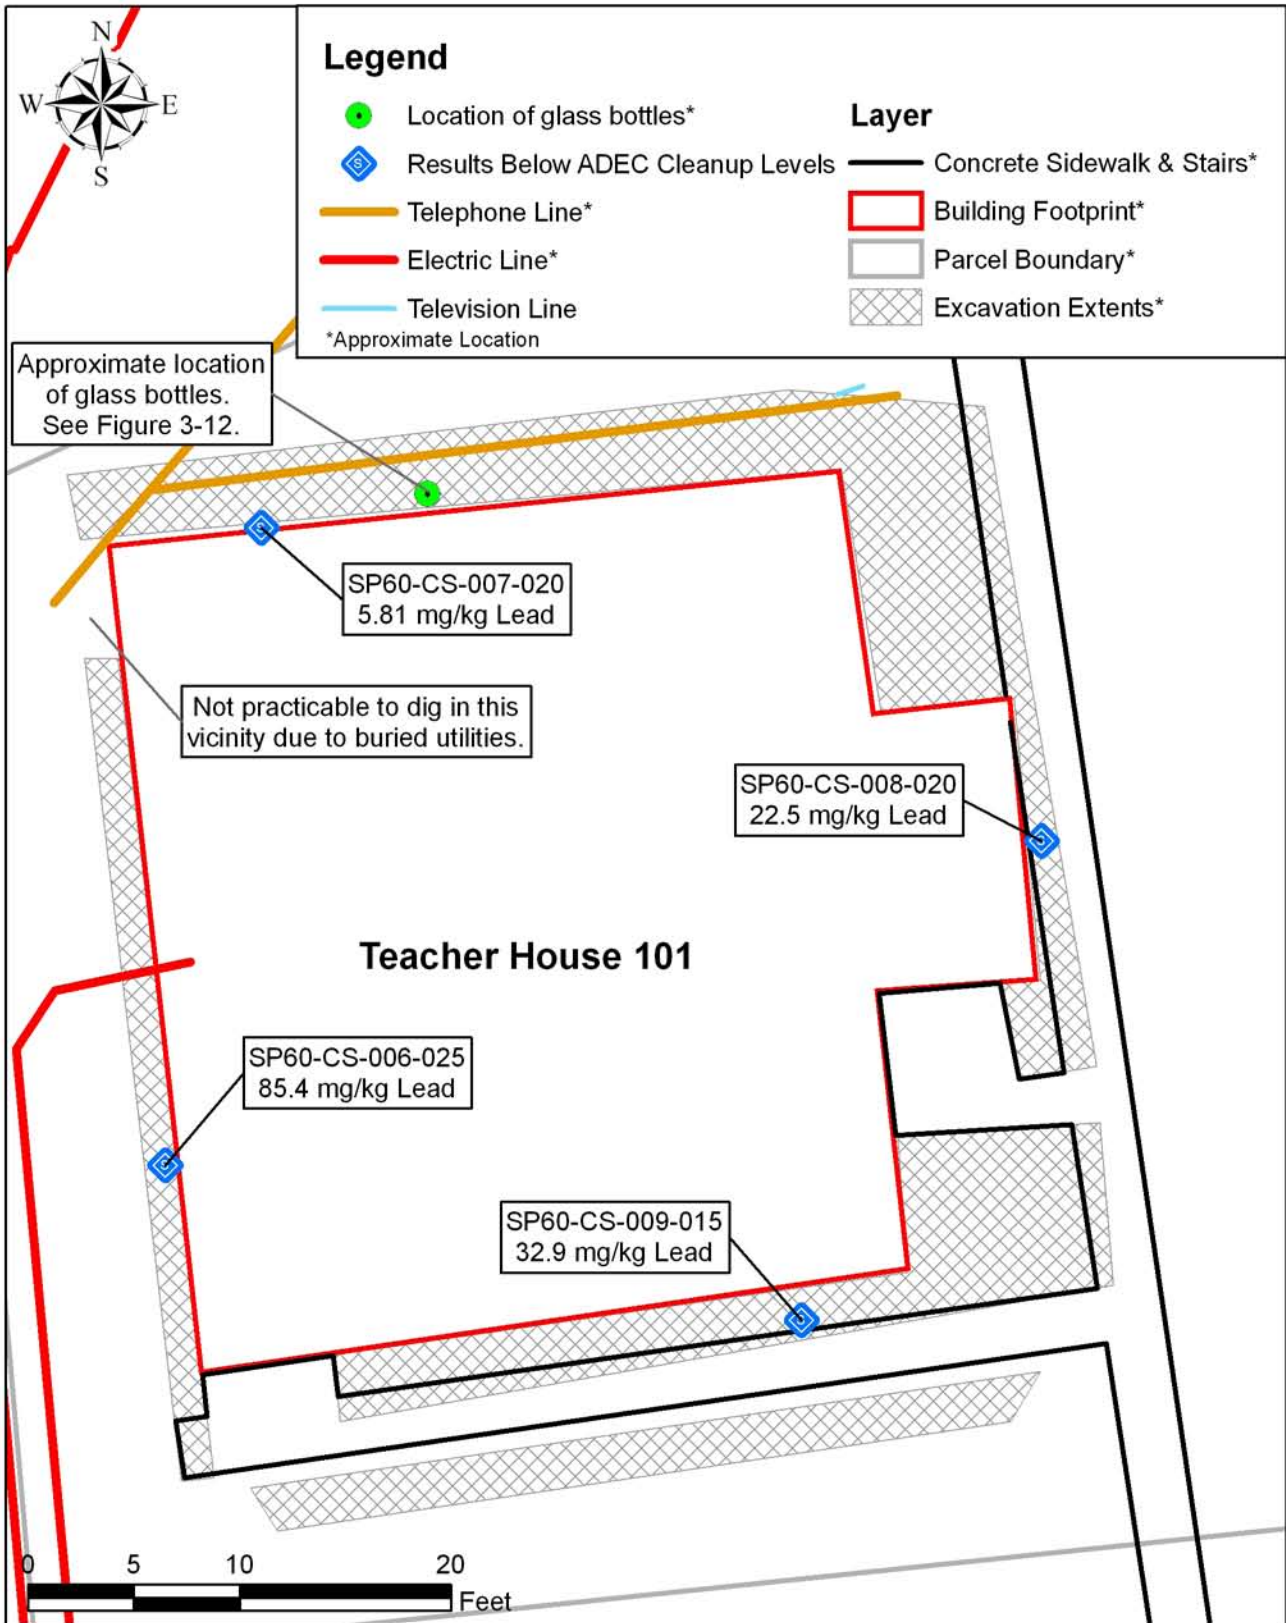 N
W
E
S
Legend
Location of glass bottles*
Results Below ADEC Cleanup Levels
Telephone Line*
Electric Line*
Television Line
*Approximate Location
Layer
Concrete Sidewalk & Stairs*
Building Footprint*
Parcel Boundary*
Excavation Extents*
Approximate location
of glass bottles.
See Figure 3-12.
SP60-CS-007-020
5.81 mg/kg Lead
Not practicable to dig in this
vicinity due to buried utilities.
SP60-CS-008-020
22.5 mg/kg Lead
Teacher House 101
SP60-CS-006-025
85.4 mg/kg Lead
SP60-CS-009-015
32.9 mg/kg Lead
0 5 10 20
Feet